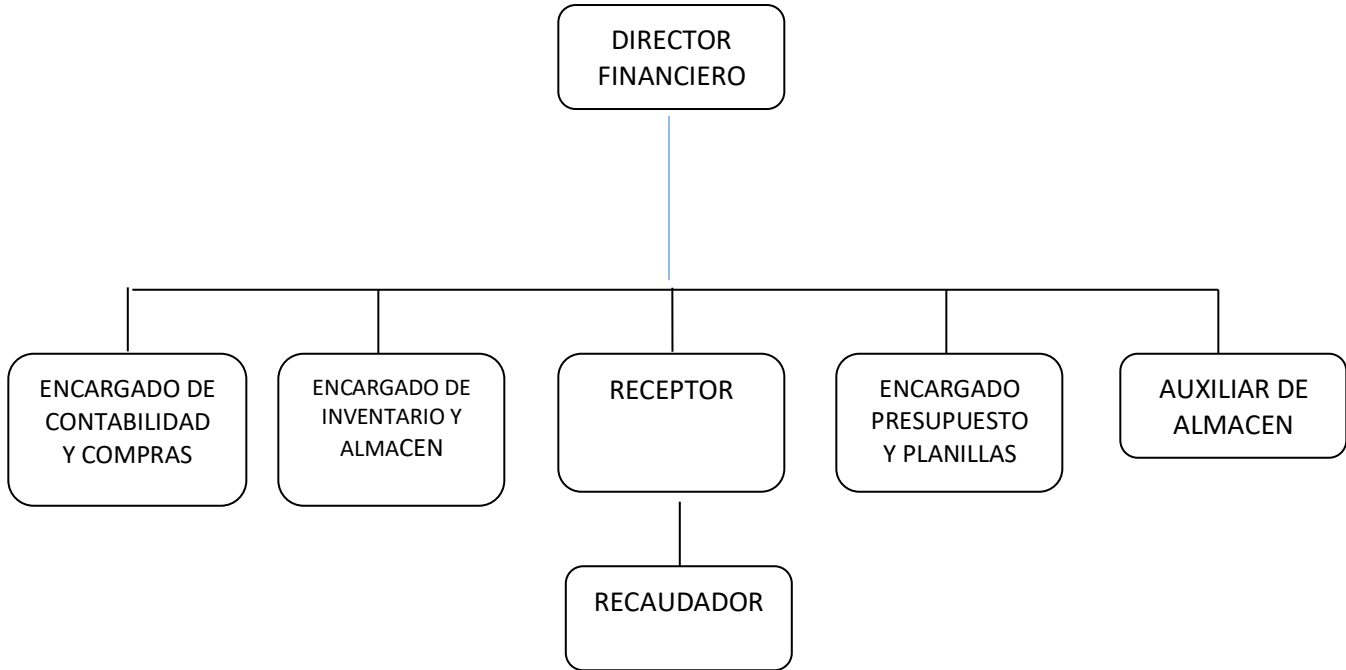 DIRECTOR
FINANCIERO
ENCARGADO DE
CONTABILIDAD
Y COMPRAS
ENCARGADO DE
INVENTARIO Y
ALMACEN
RECEPTOR
ENCARGADO
PRESUPUESTO
Y PLANILLAS
AUXILIAR DE
ALMACEN
RECAUDADOR